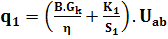 q₁ = (B.Gₖ/η + K₁/S₁). Uₐb